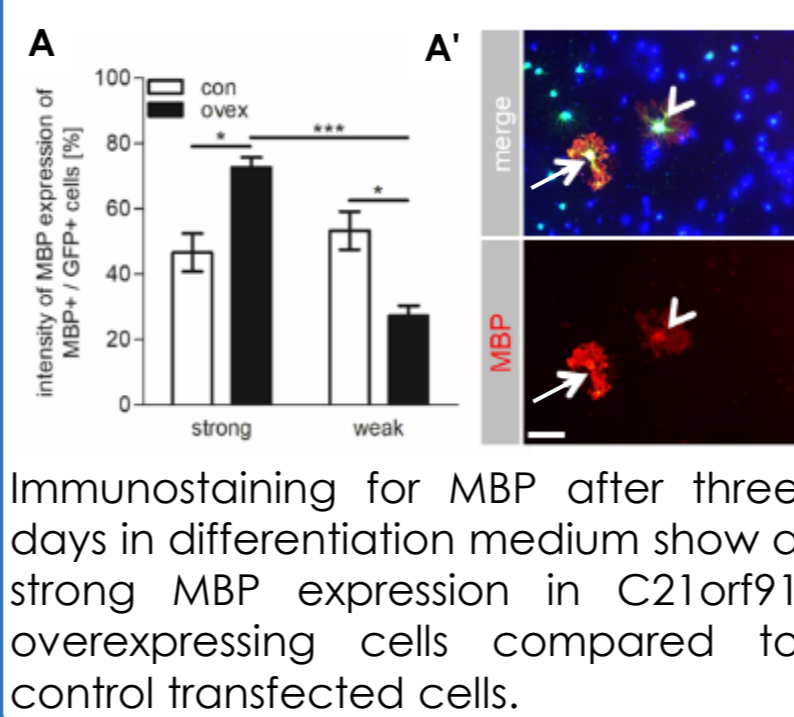 A
A'
100
80
60
40
20
0
intensity of MBP expression of
MBP+ / GFP+ cells [%]
con
ovex
*
***
*
strong
weak
merge
MBP
Immunostaining for MBP after three
days in differentiation medium show a
strong MBP expression in C21orf91
overexpressing cells compared to
control transfected cells.